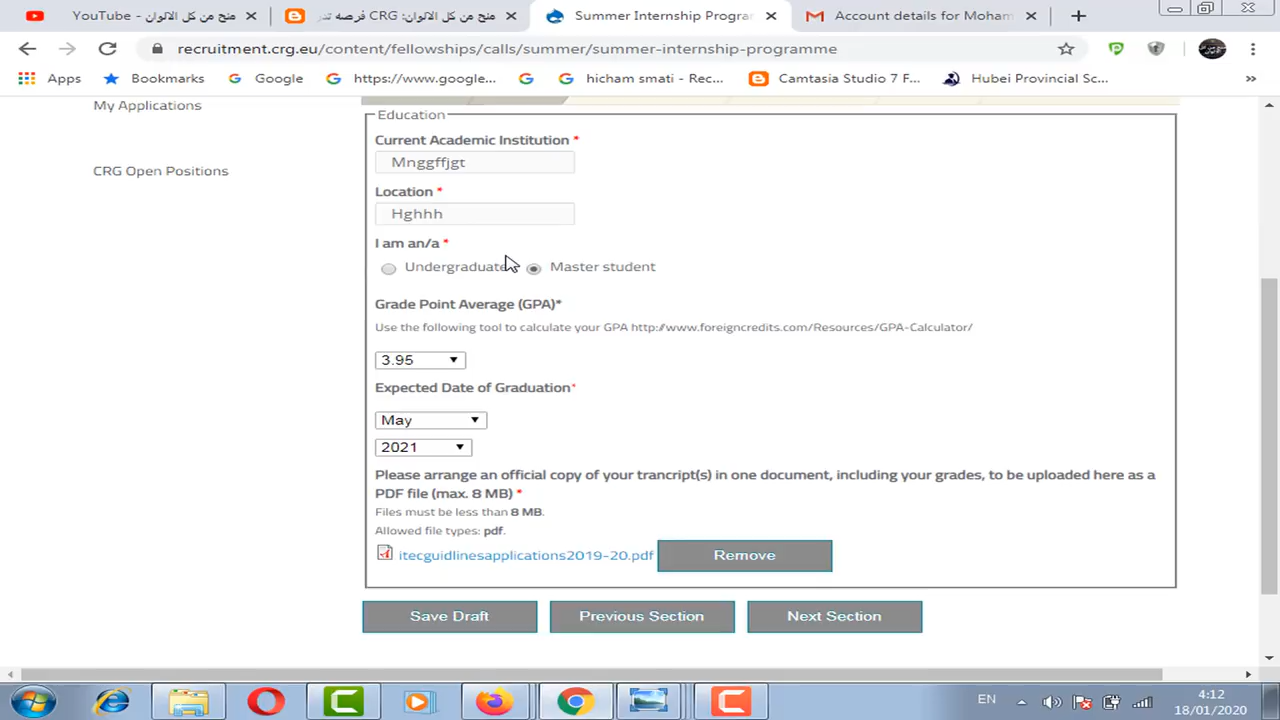 YouTube - منح من كل الالوان
منح من كل الالوان: CRG فرصه تدر
Summer Internship Progra
Account details for Moham
recruitment.crg.eu/content/fellowships/calls/summer/summer-internship-programme
Apps
Bookmarks
Google
https://www.google...
hicham smati - Rec...
Camtasia Studio 7 F...
Hubei Provincial Sc...
»
My Applications
CRG Open Positions
Education
Current Academic Institution *
Mnggffjgt
Location *
Hghhh
I am an/a *
Undergraduate Master student
Grade Point Average (GPA)*
Use the following tool to calculate your GPA http://www.foreigncredits.com/Resources/GPA-Calculator/
3.95
Expected Date of Graduation*
May
2021
Please arrange an official copy of your trancript(s) in one document, including your grades, to be uploaded here as a
PDF file (max. 8 MB) *
Files must be less than 8 MB.
Allowed file types: pdf.
itecguidlinesapplications2019-20.pdf Remove
Save Draft Previous Section Next Section
EN
4:12
18/01/2020